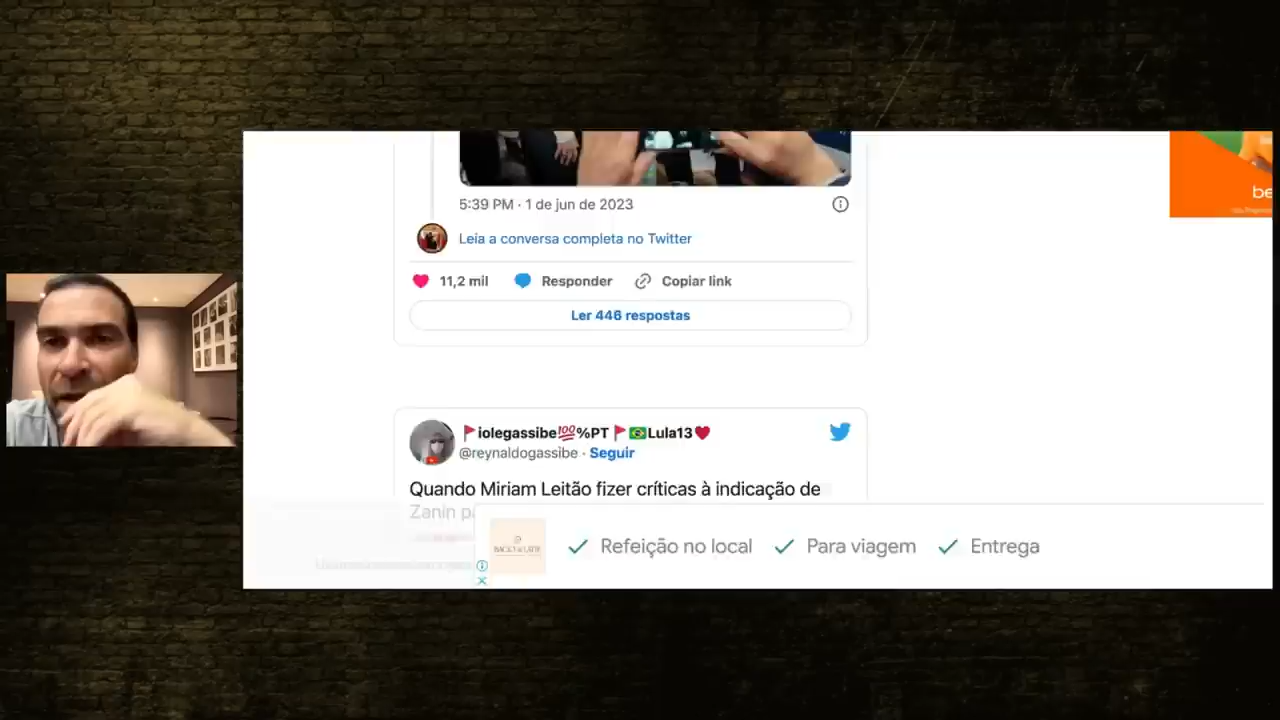 be
5:39 PM · 1 de jun de 2023
Leia a conversa completa no Twitter
11,2 mil Responder Copiar link
Ler 446 respostas
🚩iolegassibe💯%PT🚩🇧🇷Lula13❤️
@reynaldogassibe · Seguir
Quando Miriam Leitão fizer críticas à indicação de
Zanin
Refeição no local Para viagem Entrega